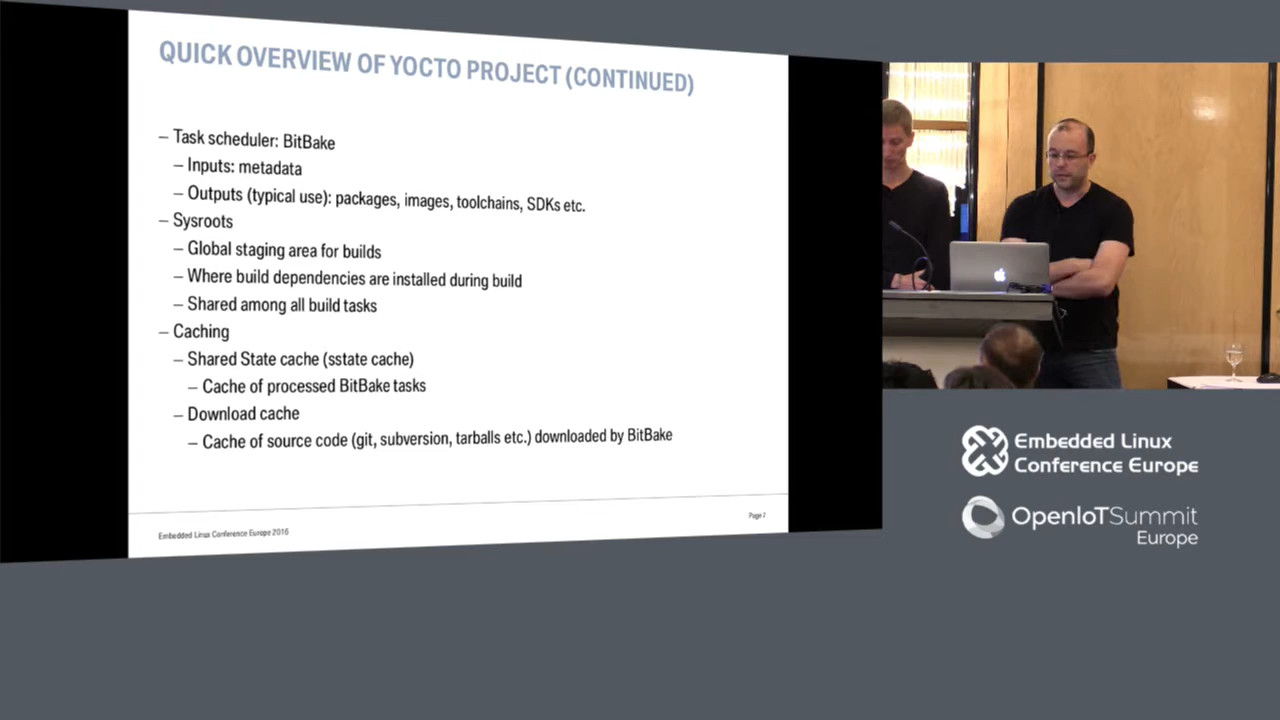 QUICK OVERVIEW OF YOCTO PROJECT (CONTINUED)
– Task scheduler: BitBake
– Inputs: metadata
– Outputs (typical use): packages, images, toolchains, SDKs etc.
– Sysroots
– Global staging area for builds
– Where build dependencies are installed during build
– Shared among all build tasks
– Caching
– Shared State cache (sstate cache)
– Cache of processed BitBake tasks
– Download cache
– Cache of source code (git, subversion, tarballs etc.) downloaded by BitBake
Embedded Linux Conference Europe 2016
Page 7
Embedded Linux
Conference Europe
OpenIoTSummit
Europe